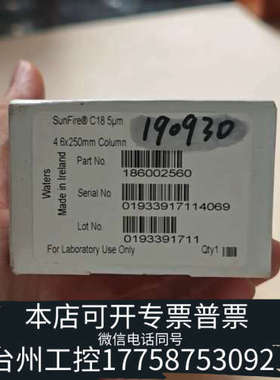 SunFire® C18 5µm
190930
4.6x250mm Column
Part No.
186002560
Serial No
01933917114069
Lot No.
0193391711
For Laboratory Use Only
Qty1
Waters
Made in Ireland
本店可开专票普票
微信电话同号
台州工控17758753092